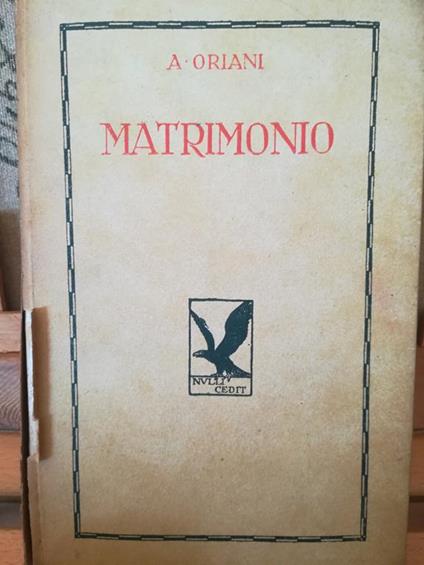 A· ORIANI
MATRIMONIO
NVLLI
CEDIT